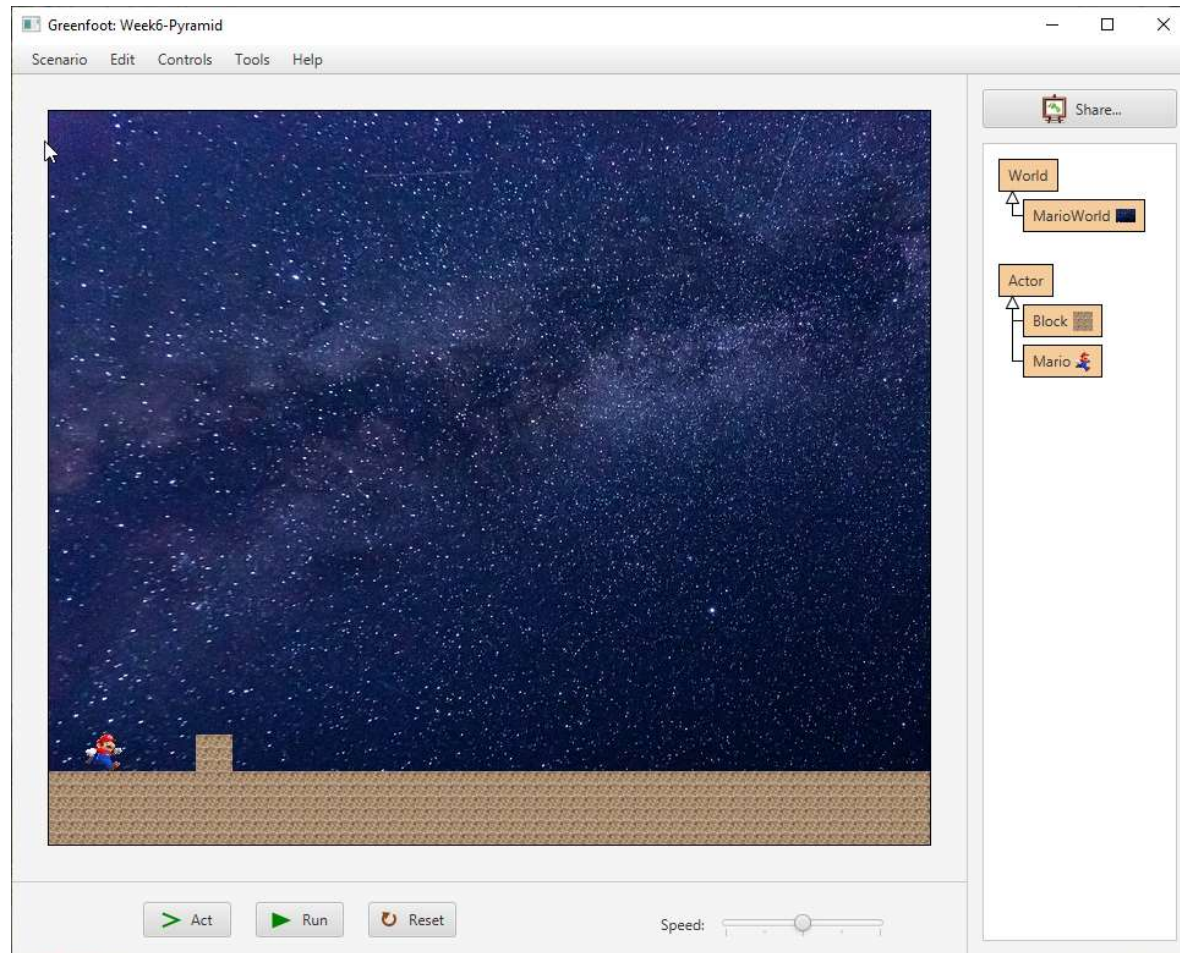 Greenfoot: Week6-Pyramid
Scenario Edit Controls Tools Help
Share...
World
MarioWorld
Actor
Block
Mario
Act Run Reset Speed: